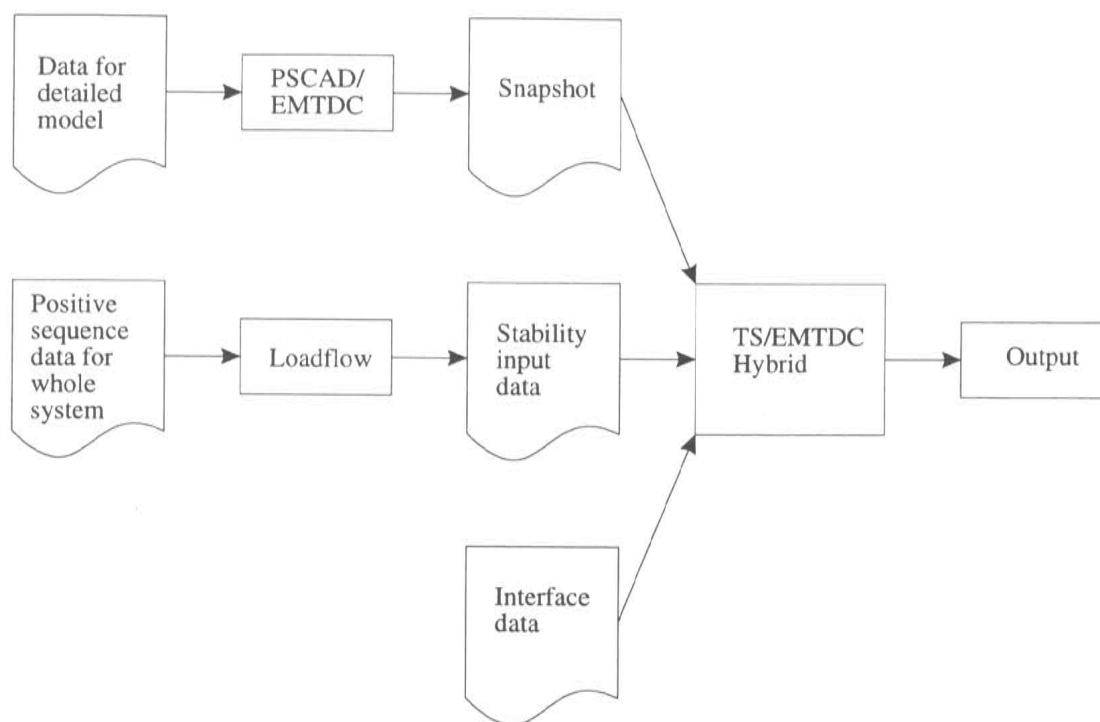 Data for
detailed
model
PSCAD/
EMTDC
Snapshot
Positive
sequence
data for
whole
system
Loadflow
Stability
input
data
TS/EMTDC
Hybrid
Output
Interface
data